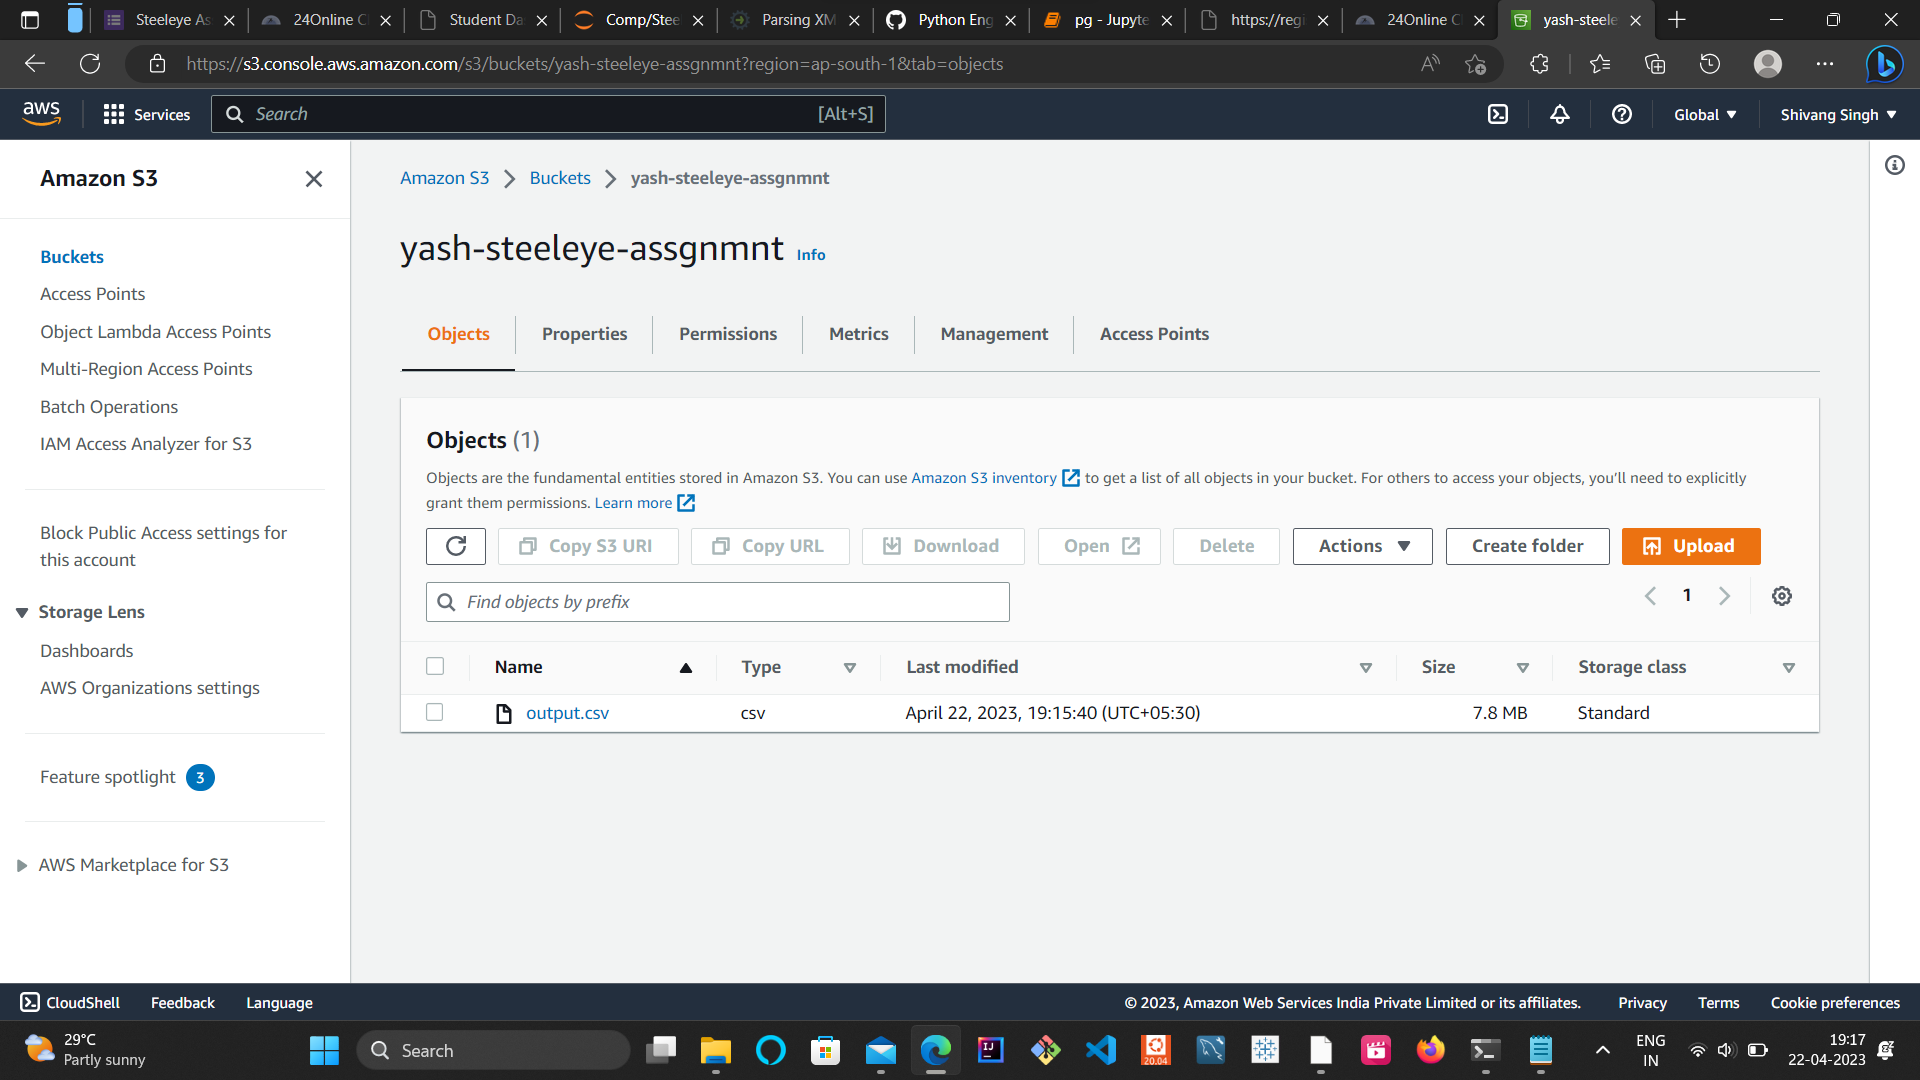 Steeleye As
24Online Cl
Student Da
Comp/Stee
Parsing XM
Python Eng
pg - Jupyte
https://regi
24Online Cl
yash-steele
https://s3.console.aws.amazon.com/s3/buckets/yash-steeleye-assgnmnt?region=ap-south-1&tab=objects
aws
Services
Search
[Alt+S]
Global
Shivang Singh
Amazon S3
Buckets
Access Points
Object Lambda Access Points
Multi-Region Access Points
Batch Operations
IAM Access Analyzer for S3
Block Public Access settings for
this account
Storage Lens
Dashboards
AWS Organizations settings
Feature spotlight 3
AWS Marketplace for S3
Amazon S3 > Buckets > yash-steeleye-assgnmnt
yash-steeleye-assgnmnt Info
Objects
Properties
Permissions
Metrics
Management
Access Points
Objects (1)
Objects are the fundamental entities stored in Amazon S3. You can use Amazon S3 inventory to get a list of all objects in your bucket. For others to access your objects, you'll need to explicitly
grant them permissions. Learn more
Copy S3 URI
Copy URL
Download
Open
Delete
Actions
Create folder
Upload
Find objects by prefix
1
Name Type Last modified Size Storage class
output.csv csv April 22, 2023, 19:15:40 (UTC+05:30) 7.8 MB Standard
CloudShell Feedback Language
© 2023, Amazon Web Services India Private Limited or its affiliates. Privacy Terms Cookie preferences
29°C
Partly sunny
Search
IJ
20.04
ENG
IN
19:17
22-04-2023